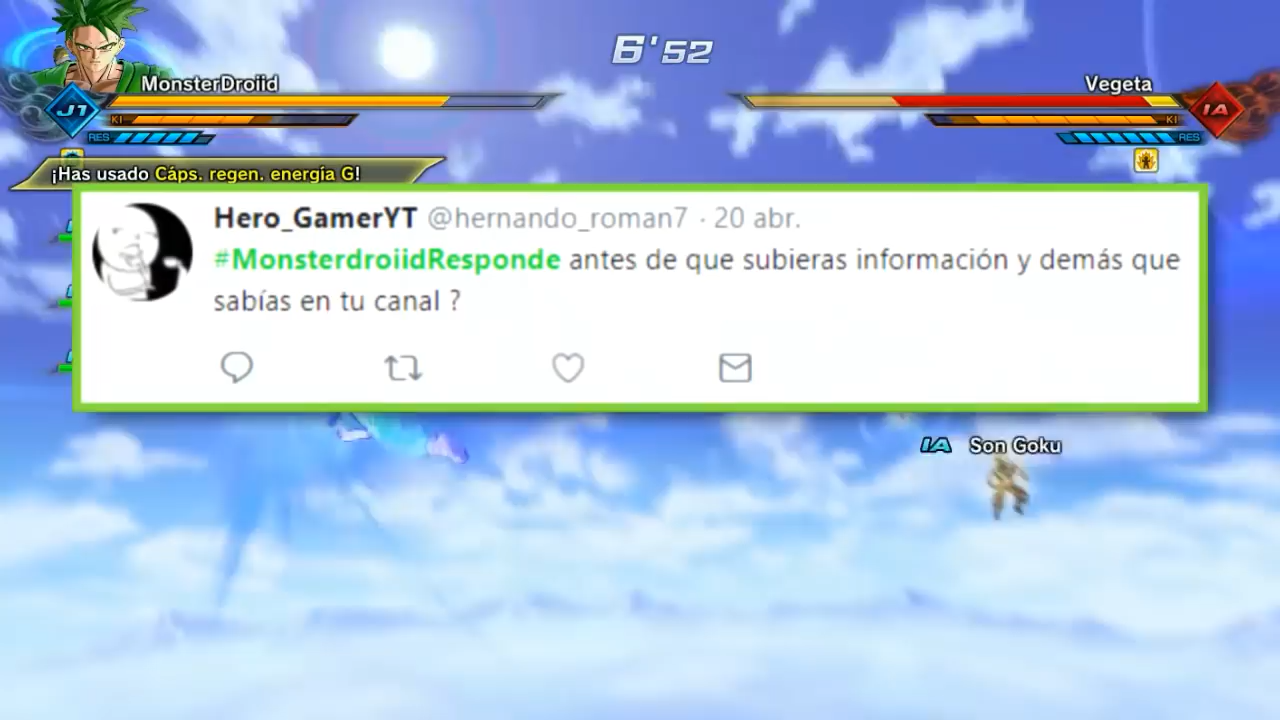 6'52
MonsterDroiid
Vegeta
J1
IA
KI
KI
RES
RES
¡Has usado Cáps. regen. energía G!
Hero_GamerYT @hernando_roman7 · 20 abr.
#MonsterdroiidResponde antes de que subieras información y demás que
sabías en tu canal ?
IA Son Goku